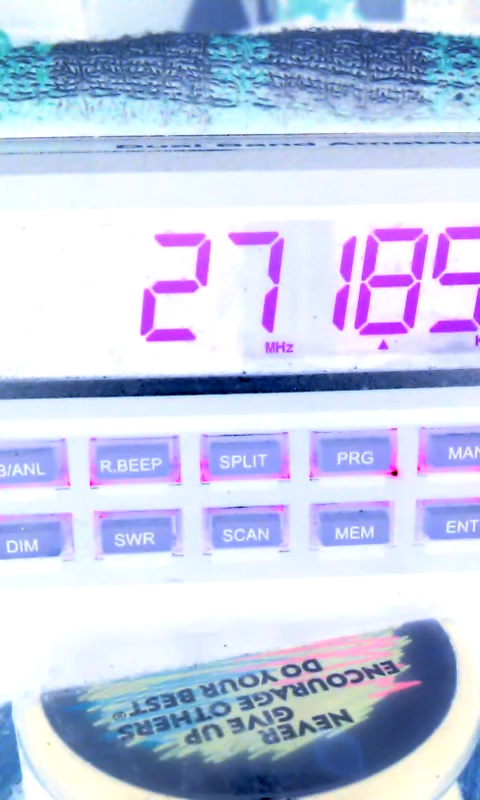 Dual Band Amateur
27 185
MHz
B/ANL R.BEEP SPLIT PRG MAN
DIM SWR SCAN MEM ENT
NEVER
GIVE UP
ENCOURAGE OTHERS
DO YOUR BEST®